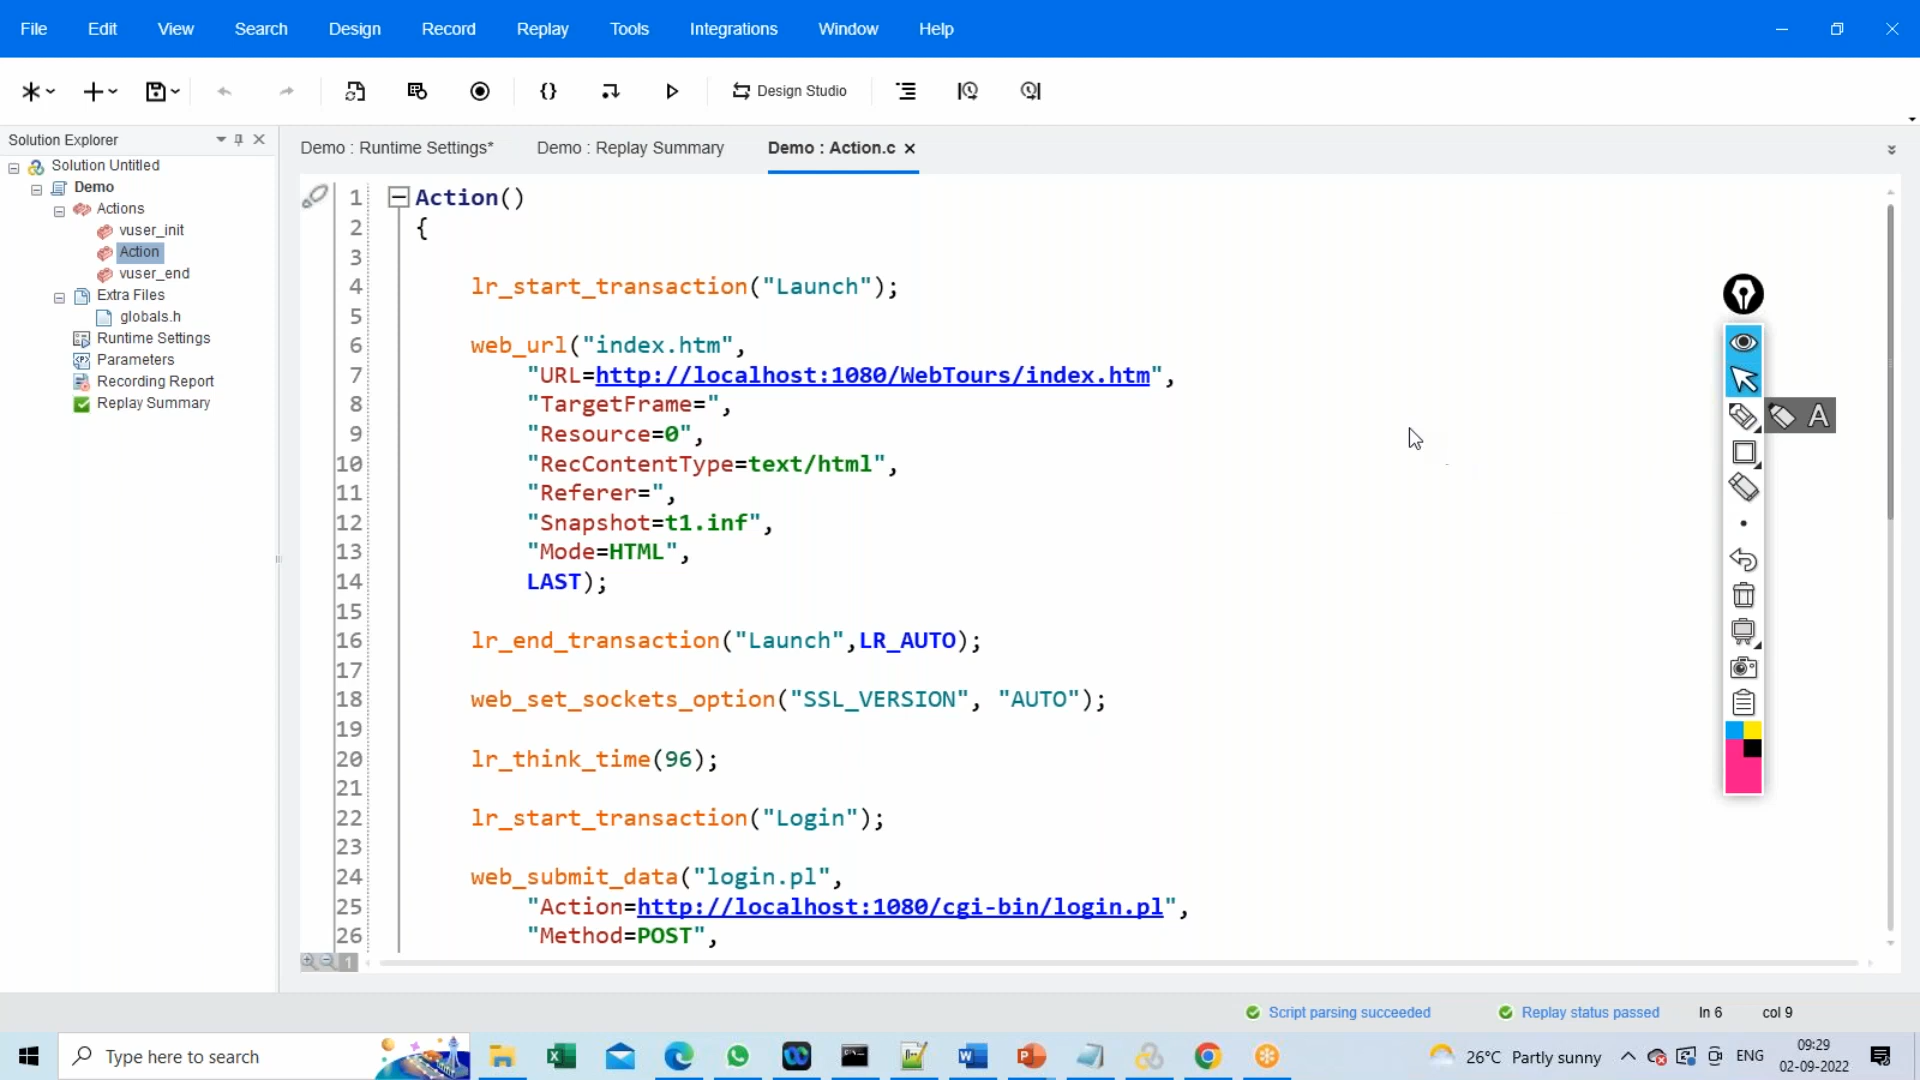 File Edit View Search Design Record Replay Tools Integrations Window Help
Design Studio
Solution Explorer
Demo : Runtime Settings* Demo : Replay Summary Demo : Action.c
Solution Untitled
Demo
Actions
vuser_init
Action
vuser_end
Extra Files
globals.h
Runtime Settings
Parameters
Recording Report
Replay Summary
1 Action()
2 {
3
4 lr_start_transaction("Launch");
5
6 web_url("index.htm",
7 "URL=http://localhost:1080/WebTours/index.htm",
8 "TargetFrame=",
9 "Resource=0",
10 "RecContentType=text/html",
11 "Referer=",
12 "Snapshot=t1.inf",
13 "Mode=HTML",
14 LAST);
15
16 lr_end_transaction("Launch",LR_AUTO);
17
18 web_set_sockets_option("SSL_VERSION", "AUTO");
19
20 lr_think_time(96);
21
22 lr_start_transaction("Login");
23
24 web_submit_data("login.pl",
25 "Action=http://localhost:1080/cgi-bin/login.pl",
26 "Method=POST",
1
A
Script parsing succeeded Replay status passed ln 6 col 9
Type here to search
26°C Partly sunny ENG 09:29
02-09-2022